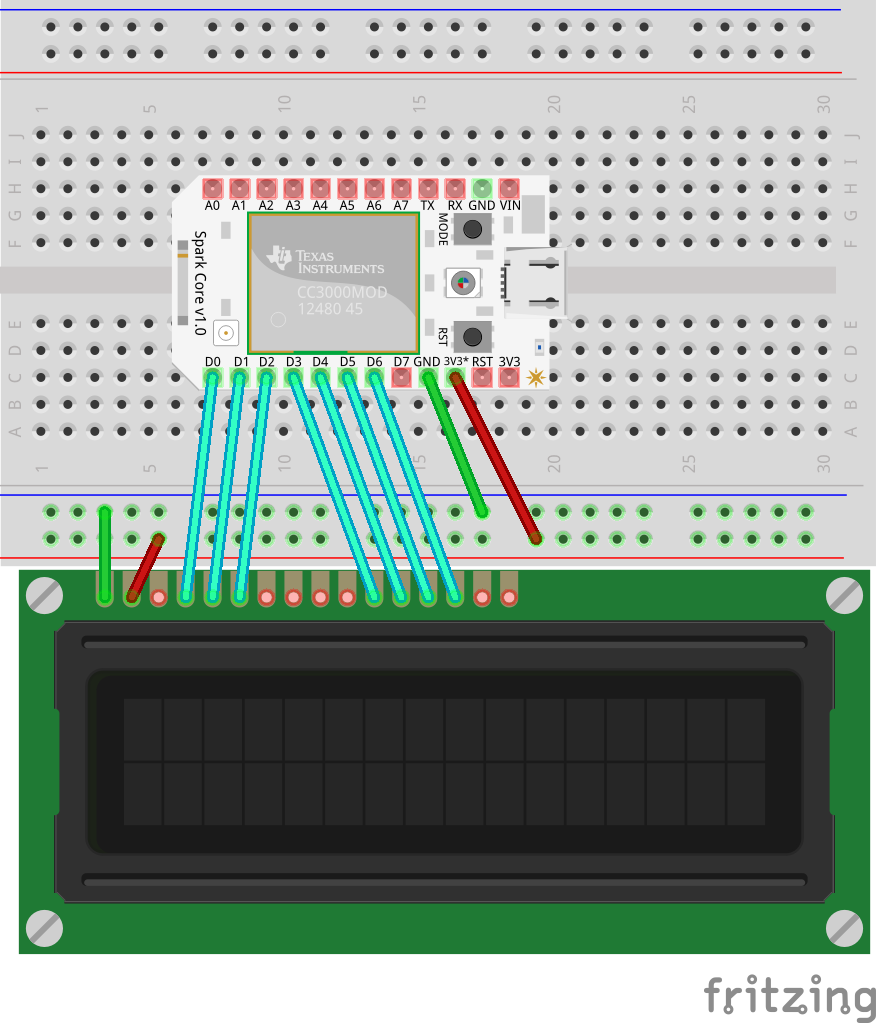 1 5 10 15 20 25 30
J J
I I
H H
G G
F F
A0 A1 A2 A3 A4 A5 A6 A7 TX RX GND VIN
MODE
Spark Core v1.0
TEXAS
INSTRUMENTS
CC3000MOD
12480 45
RST
E E
D D
C C
B B
A A
D0 D1 D2 D3 D4 D5 D6 D7 GND 3V3* RST 3V3
1 5 10 15 20 25 30
fritzing